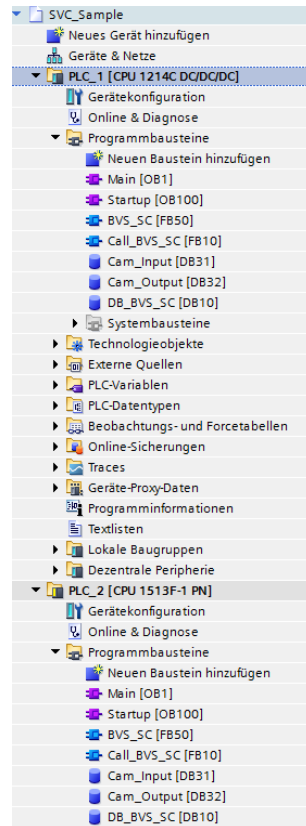 SVC_Sample
Neues Gerät hinzufügen
Geräte & Netze
PLC_1 [CPU 1214C DC/DC/DC]
Gerätekonfiguration
Online & Diagnose
Programmbausteine
Neuen Baustein hinzufügen
Main [OB1]
Startup [OB100]
BVS_SC [FB50]
Call_BVS_SC [FB10]
Cam_Input [DB31]
Cam_Output [DB32]
DB_BVS_SC [DB10]
Systembausteine
Technologieobjekte
Externe Quellen
PLC-Variablen
PLC-Datentypen
Beobachtungs- und Forcetabellen
Online-Sicherungen
Traces
Geräte-Proxy-Daten
Programminformationen
Textlisten
Lokale Baugruppen
Dezentrale Peripherie
PLC_2 [CPU 1513F-1 PN]
Gerätekonfiguration
Online & Diagnose
Programmbausteine
Neuen Baustein hinzufügen
Main [OB1]
Startup [OB100]
BVS_SC [FB50]
Call_BVS_SC [FB10]
Cam_Input [DB31]
Cam_Output [DB32]
DB_BVS_SC [DB10]